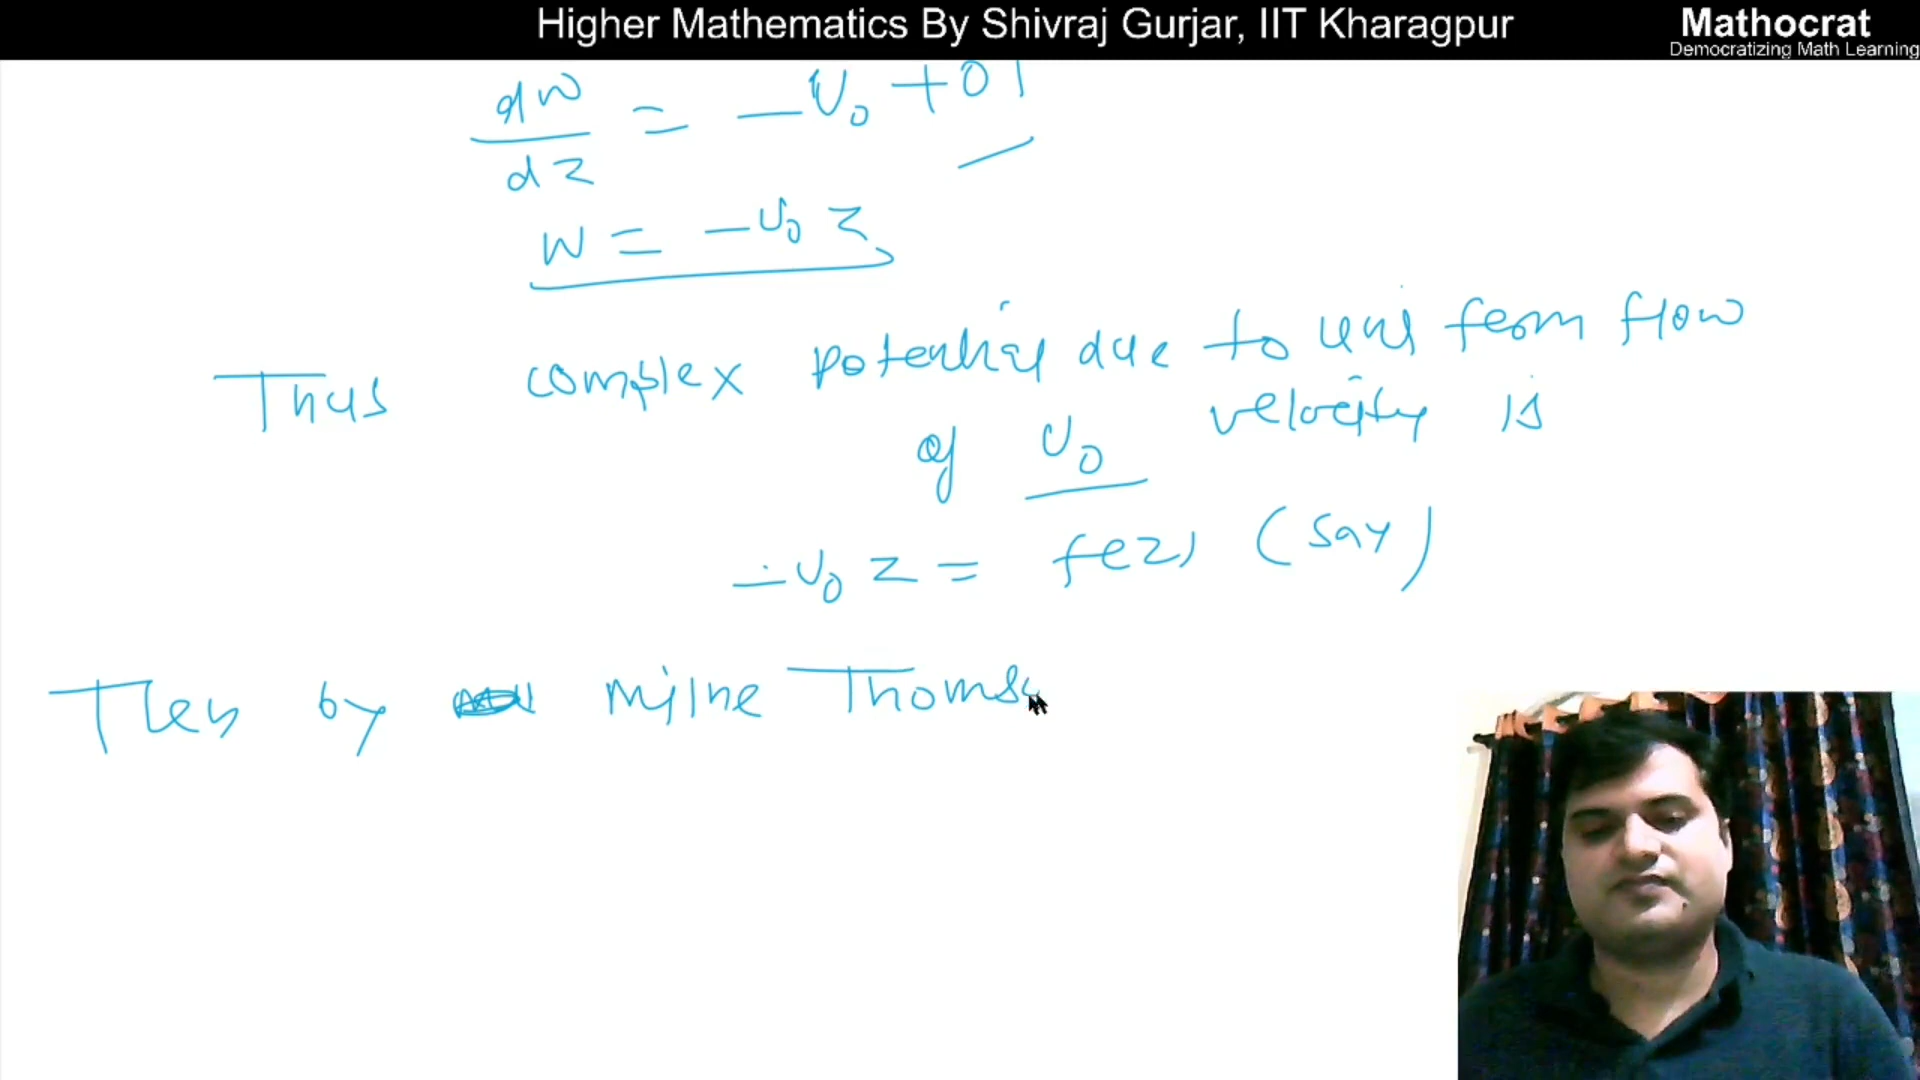 Higher Mathematics By Shivraj Gurjar, IIT Kharagpur
Mathocrat
Democratizing Math Learning
dw/dz = -U₀ + 0i
w = -U₀ z
Thus complex potential due to uniform flow
of U₀ velocity is
-U₀ z = f(z) (say)
Then by Milne Thomso